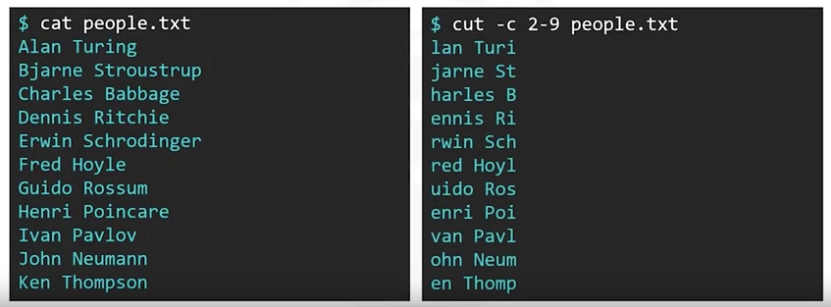 $ cat people.txt
Alan Turing
Bjarne Stroustrup
Charles Babbage
Dennis Ritchie
Erwin Schrodinger
Fred Hoyle
Guido Rossum
Henri Poincare
Ivan Pavlov
John Neumann
Ken Thompson
$ cut -c 2-9 people.txt
lan Turi
jarne St
harles B
ennis Ri
rwin Sch
red Hoyl
uido Ros
enri Poi
van Pavl
ohn Neum
en Thomp